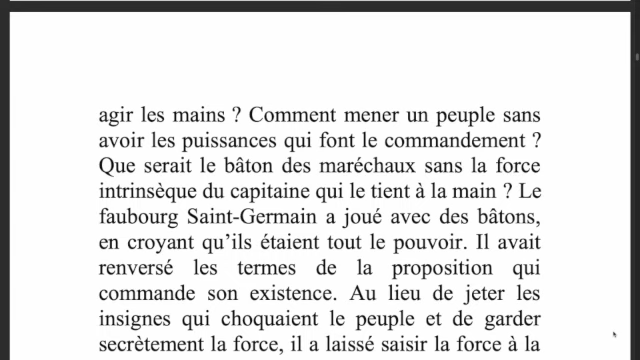 agir les mains ? Comment mener un peuple sans
avoir les puissances qui font le commandement ?
Que serait le bâton des maréchaux sans la force
intrinsèque du capitaine qui le tient à la main ? Le
faubourg Saint-Germain a joué avec des bâtons,
en croyant qu’ils étaient tout le pouvoir. Il avait
renversé les termes de la proposition qui
commande son existence. Au lieu de jeter les
insignes qui choquaient le peuple et de garder
secrètement la force, il a laissé saisir la force à la